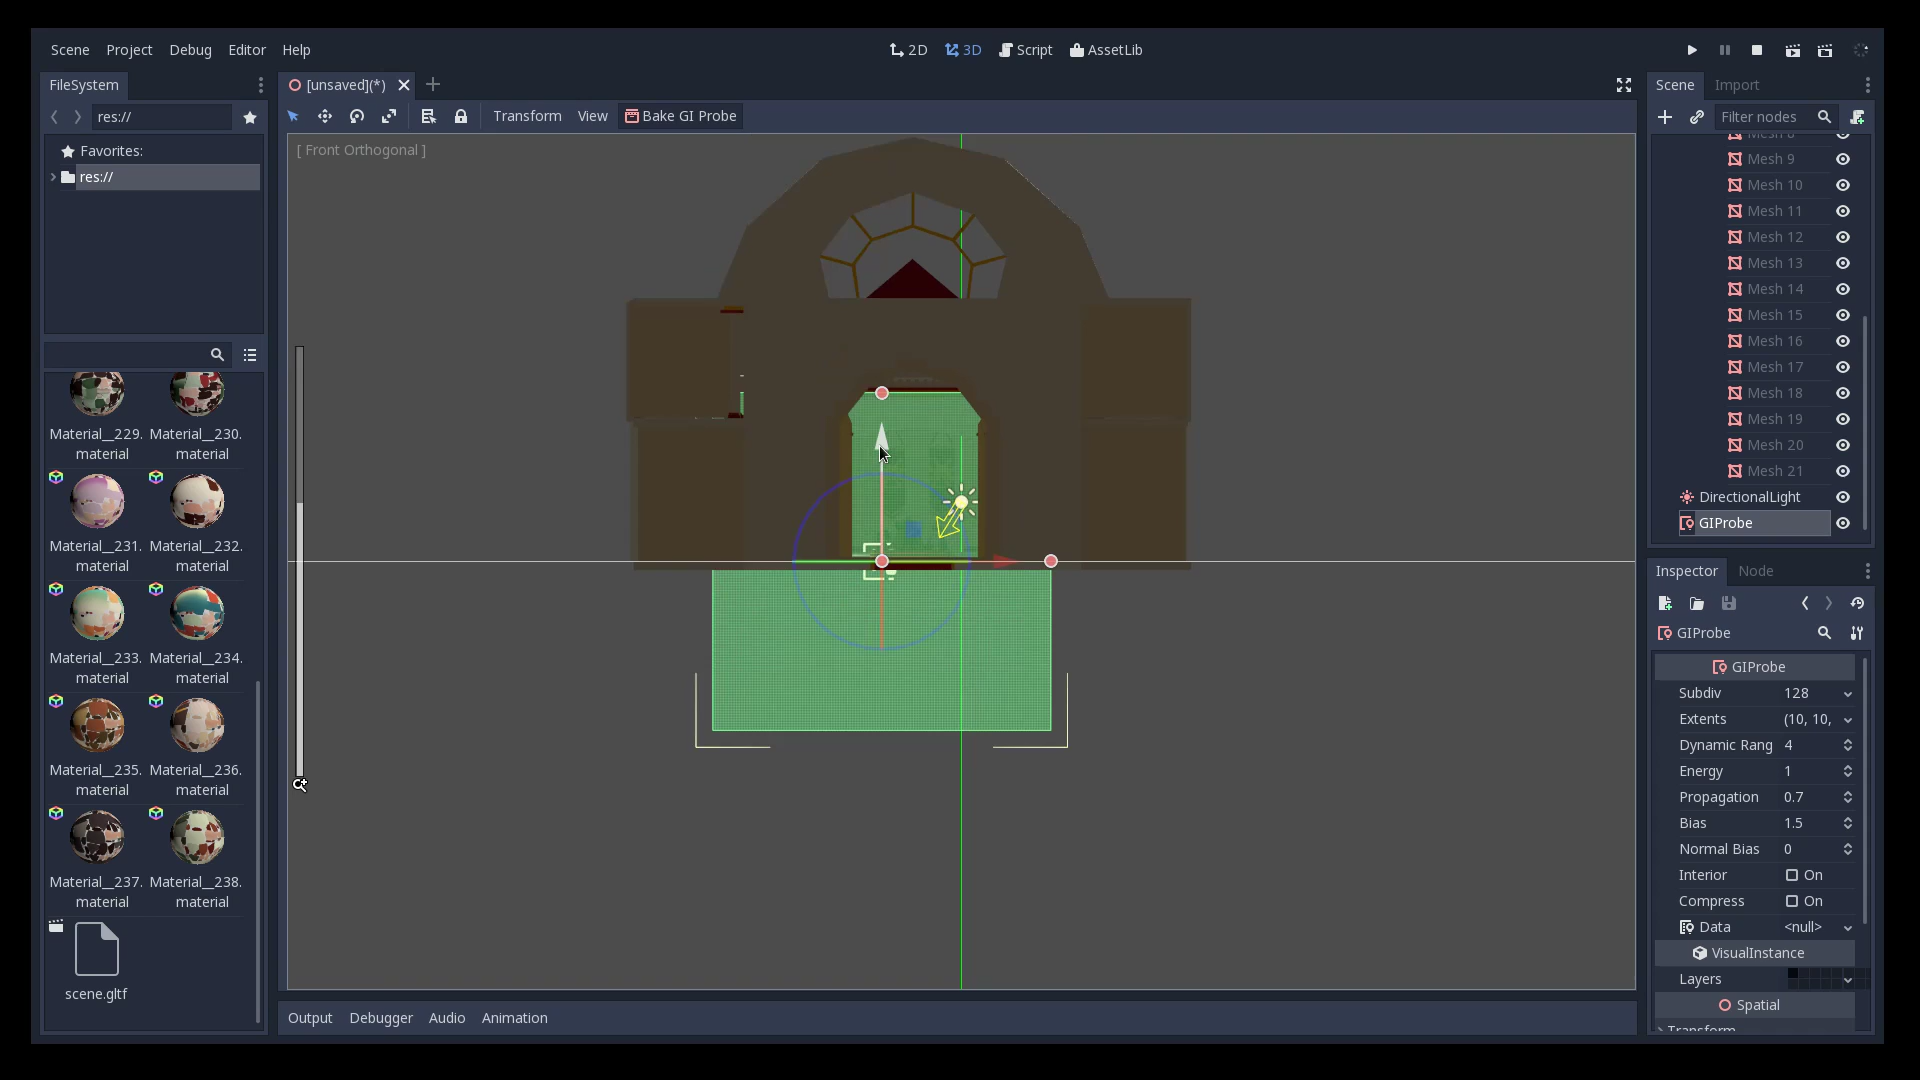 Scene Project Debug Editor Help
2D 3D Script AssetLib
FileSystem
res://
Favorites:
res://
Material__229.
material
Material__230.
material
Material__231.
material
Material__232.
material
Material__233.
material
Material__234.
material
Material__235.
material
Material__236.
material
Material__237.
material
Material__238.
material
scene.gltf
[unsaved](*)
Transform View Bake GI Probe
[ Front Orthogonal ]
Output Debugger Audio Animation
Scene Import
Filter nodes
Mesh 8
Mesh 9
Mesh 10
Mesh 11
Mesh 12
Mesh 13
Mesh 14
Mesh 15
Mesh 16
Mesh 17
Mesh 18
Mesh 19
Mesh 20
Mesh 21
DirectionalLight
GIProbe
Inspector Node
GIProbe
GIProbe
Subdiv 128
Extents (10, 10,
Dynamic Rang 4
Energy 1
Propagation 0.7
Bias 1.5
Normal Bias 0
Interior On
Compress On
Data <null>
VisualInstance
Layers
Spatial
Transform